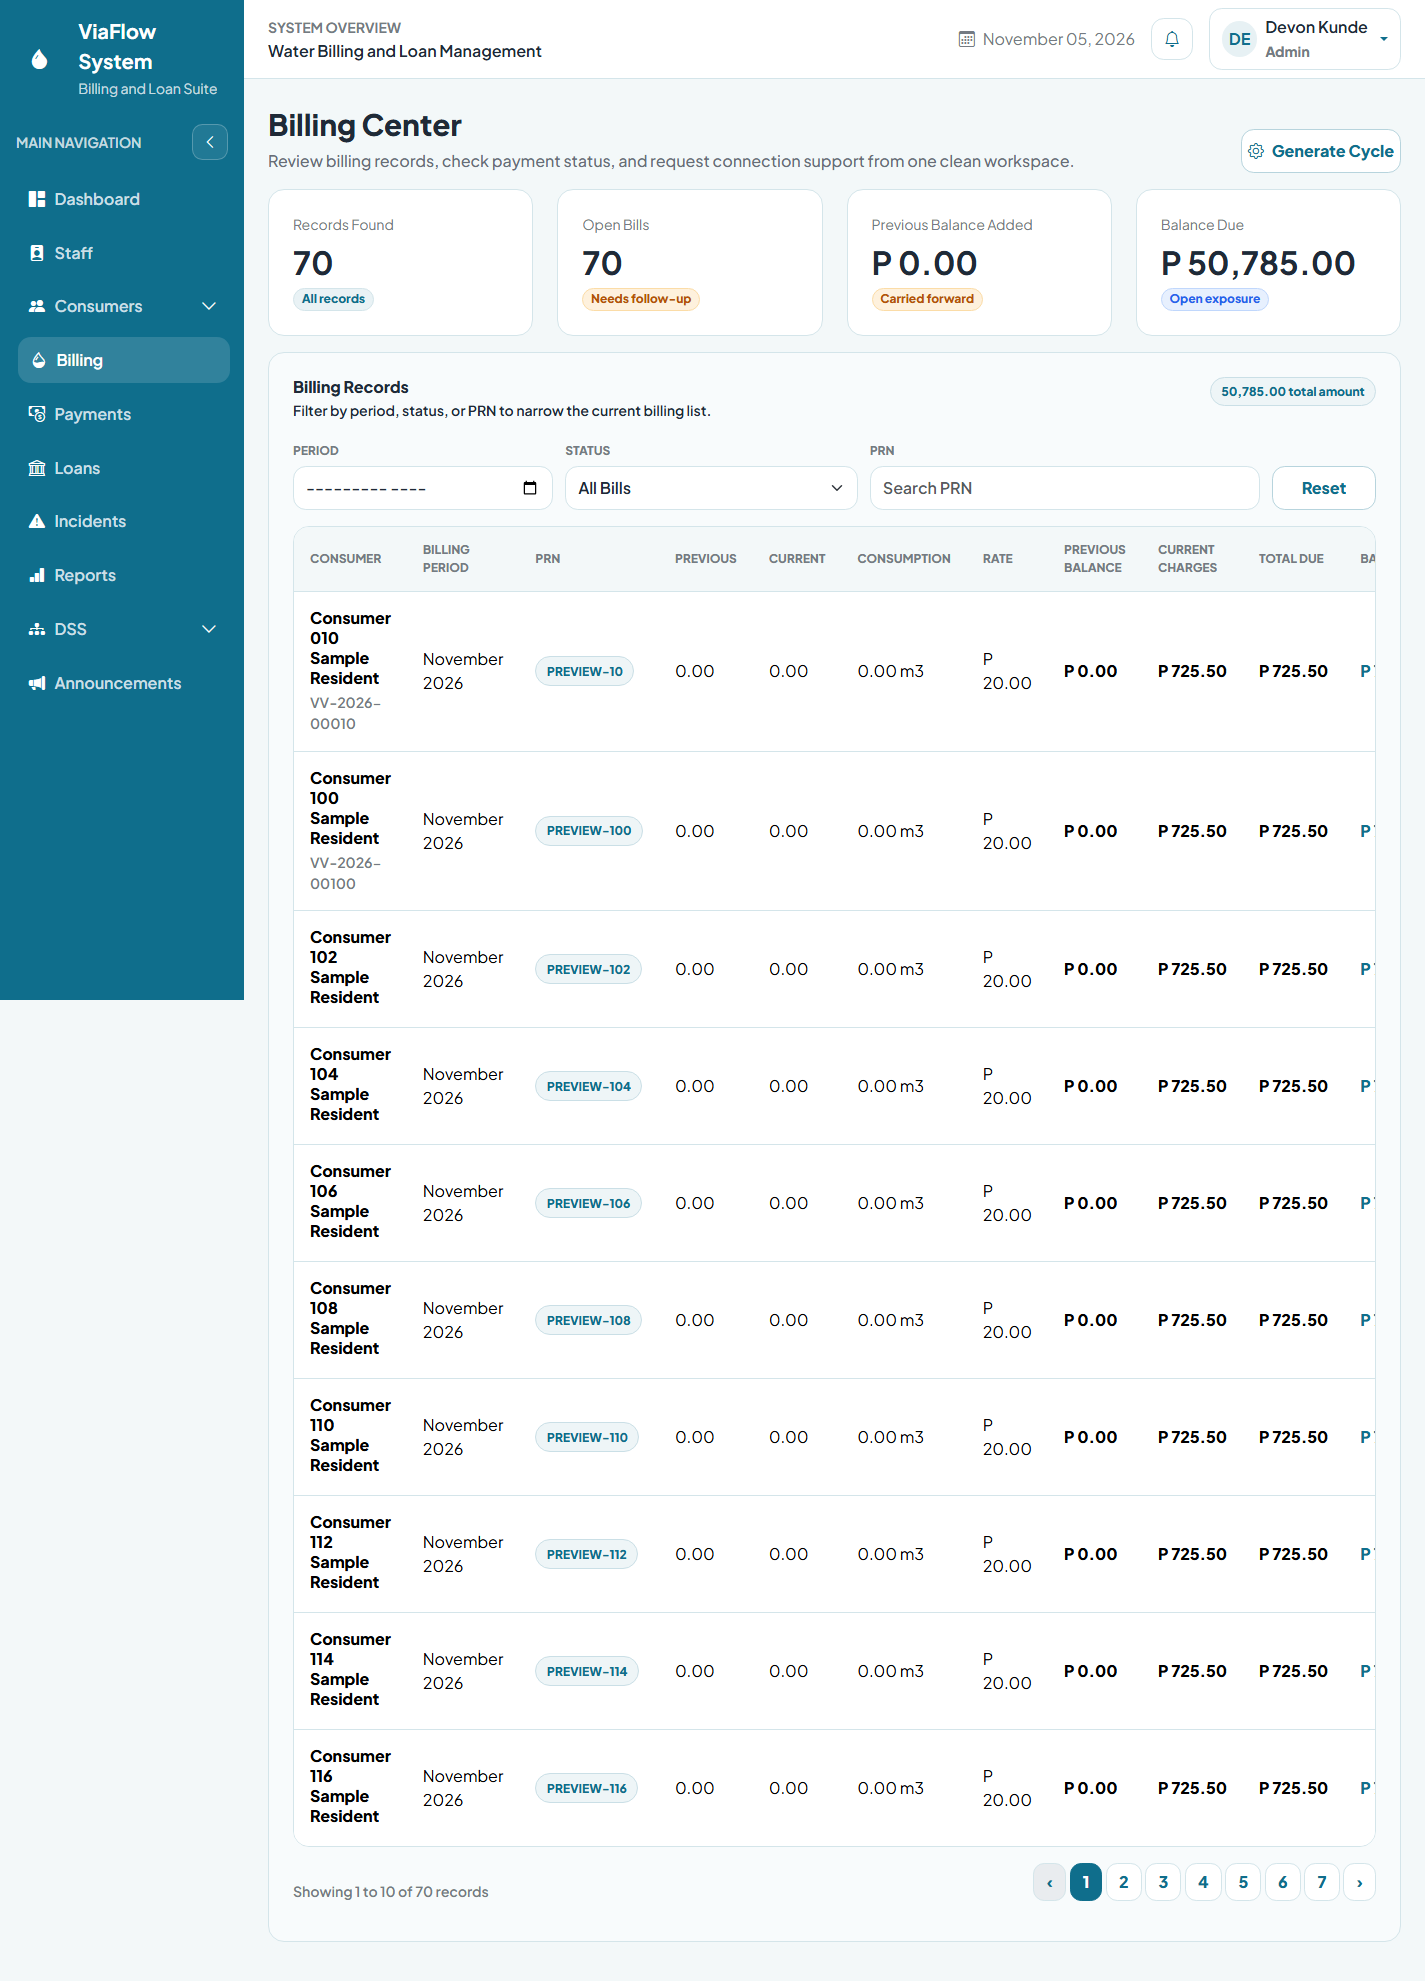 ViaFlow
System
Billing and Loan Suite
MAIN NAVIGATION
Dashboard
Staff
Consumers
Billing
Payments
Loans
Incidents
Reports
DSS
Announcements
SYSTEM OVERVIEW
Water Billing and Loan Management
November 05, 2026
DE
Devon Kunde
Admin
Billing Center
Review billing records, check payment status, and request connection support from one clean workspace.
Generate Cycle
Records Found
70
All records
Open Bills
70
Needs follow-up
Previous Balance Added
P 0.00
Carried forward
Balance Due
P 50,785.00
Open exposure
Billing Records
Filter by period, status, or PRN to narrow the current billing list.
50,785.00 total amount
PERIOD
STATUS
PRN
--------- ----
All Bills
Search PRN
Reset
CONSUMER
BILLING
PERIOD
PRN
PREVIOUS
CURRENT
CONSUMPTION
RATE
PREVIOUS
BALANCE
CURRENT
CHARGES
TOTAL DUE
Consumer
010
Sample
Resident
VV-2026-
00010
November
2026
PREVIEW-10
0.00
0.00
0.00 m3
P
20.00
P 0.00
P 725.50
P 725.50
P
Consumer
100
Sample
Resident
VV-2026-
00100
November
2026
PREVIEW-100
0.00
0.00
0.00 m3
P
20.00
P 0.00
P 725.50
P 725.50
P
Consumer
102
Sample
Resident
November
2026
PREVIEW-102
0.00
0.00
0.00 m3
P
20.00
P 0.00
P 725.50
P 725.50
P
Consumer
104
Sample
Resident
November
2026
PREVIEW-104
0.00
0.00
0.00 m3
P
20.00
P 0.00
P 725.50
P 725.50
P
Consumer
106
Sample
Resident
November
2026
PREVIEW-106
0.00
0.00
0.00 m3
P
20.00
P 0.00
P 725.50
P 725.50
P
Consumer
108
Sample
Resident
November
2026
PREVIEW-108
0.00
0.00
0.00 m3
P
20.00
P 0.00
P 725.50
P 725.50
P
Consumer
110
Sample
Resident
November
2026
PREVIEW-110
0.00
0.00
0.00 m3
P
20.00
P 0.00
P 725.50
P 725.50
P
Consumer
112
Sample
Resident
November
2026
PREVIEW-112
0.00
0.00
0.00 m3
P
20.00
P 0.00
P 725.50
P 725.50
P
Consumer
114
Sample
Resident
November
2026
PREVIEW-114
0.00
0.00
0.00 m3
P
20.00
P 0.00
P 725.50
P 725.50
P
Consumer
116
Sample
Resident
November
2026
PREVIEW-116
0.00
0.00
0.00 m3
P
20.00
P 0.00
P 725.50
P 725.50
P
Showing 1 to 10 of 70 records
‹ 1 2 3 4 5 6 7 ›